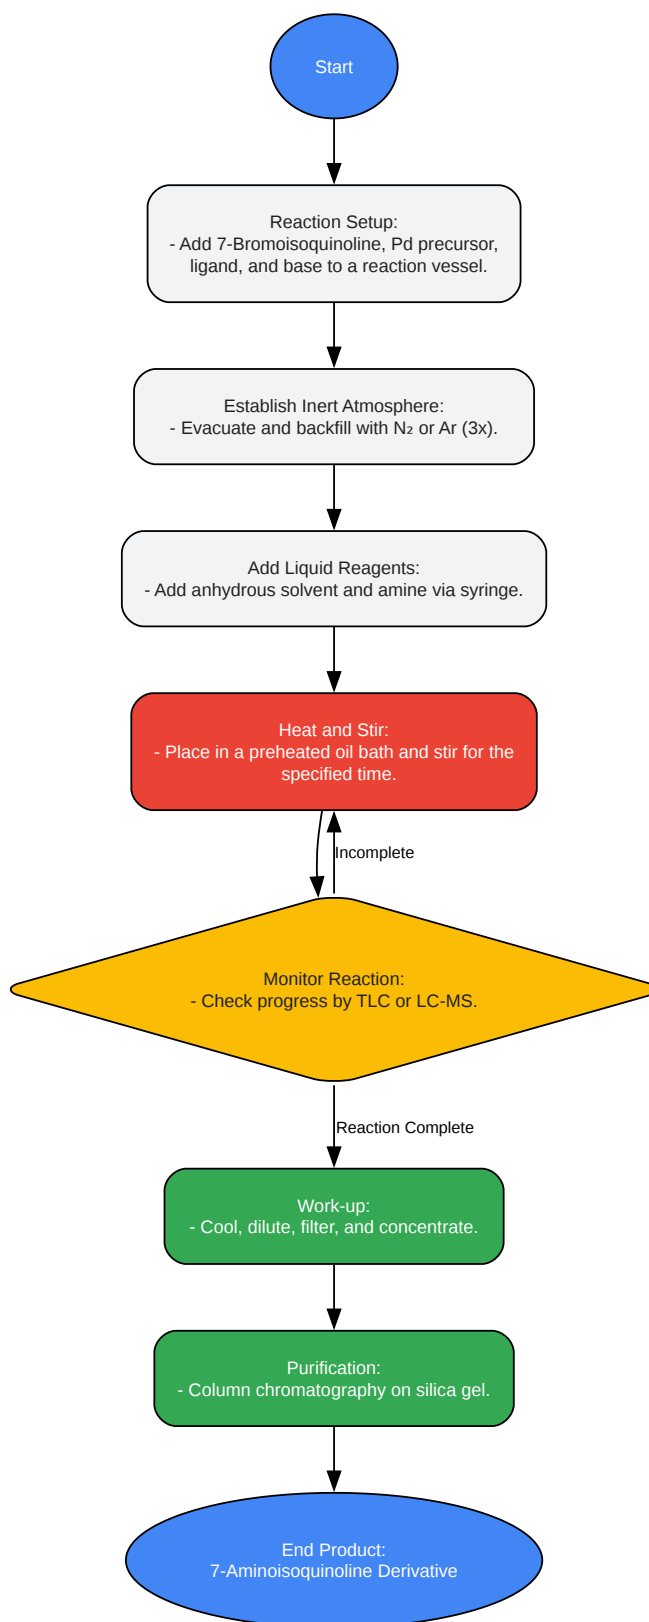 Start
Reaction Setup:
- Add 7-Bromoisoquinoline, Pd precursor,
ligand, and base to a reaction vessel.
Establish Inert Atmosphere:
- Evacuate and backfill with N₂ or Ar (3x).
Add Liquid Reagents:
- Add anhydrous solvent and amine via syringe.
Heat and Stir:
- Place in a preheated oil bath and stir for the
specified time.
Incomplete
Monitor Reaction:
- Check progress by TLC or LC-MS.
Reaction Complete
Work-up:
- Cool, dilute, filter, and concentrate.
Purification:
- Column chromatography on silica gel.
End Product:
7-Aminoisoquinoline Derivative